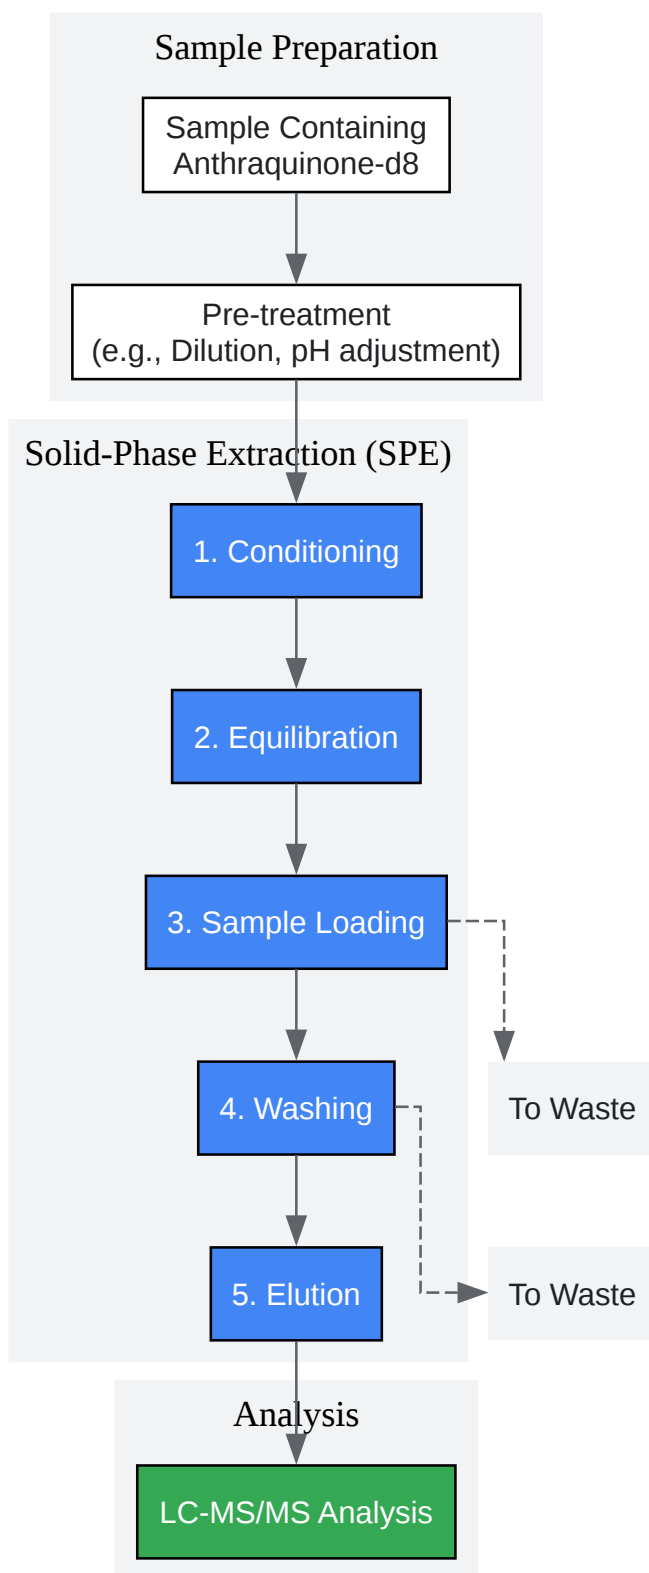 Sample Preparation
Sample Containing
Anthraquinone-d8
Pre-treatment
(e.g., Dilution, pH adjustment)
Solid-Phase Extraction (SPE)
1. Conditioning
2. Equilibration
3. Sample Loading
4. Washing
To Waste
5. Elution
To Waste
Analysis
LC-MS/MS Analysis